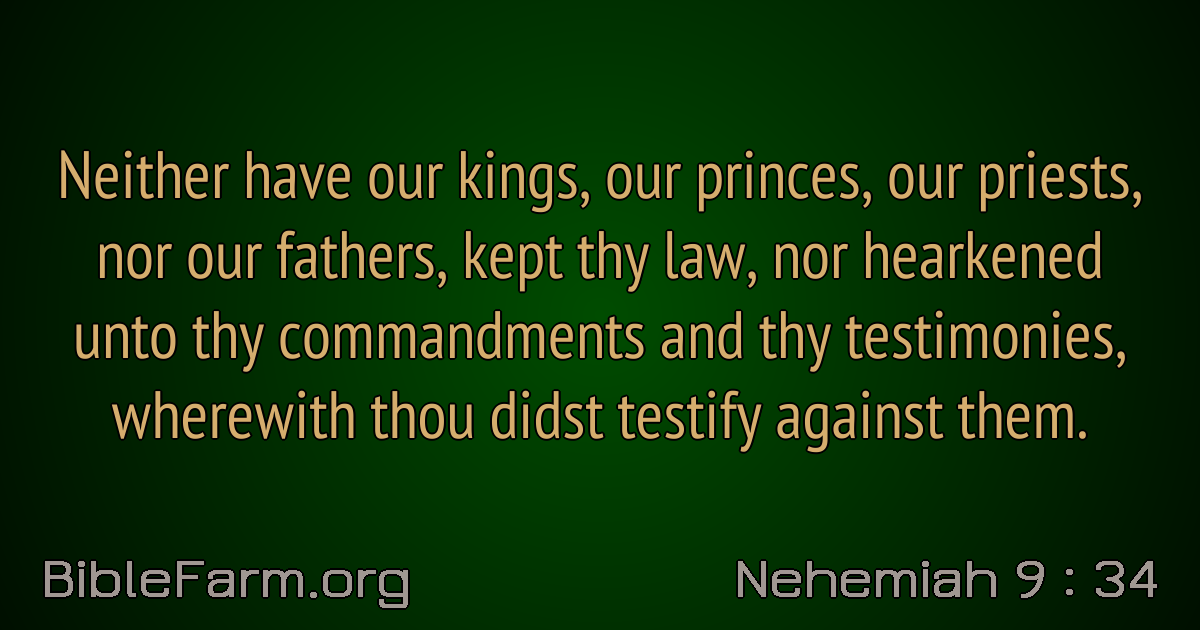 Neither have our kings, our princes, our priests,
nor our fathers, kept thy law, nor hearkened
unto thy commandments and thy testimonies,
wherewith thou didst testify against them.
BibleFarm.org
Nehemiah 9 : 34